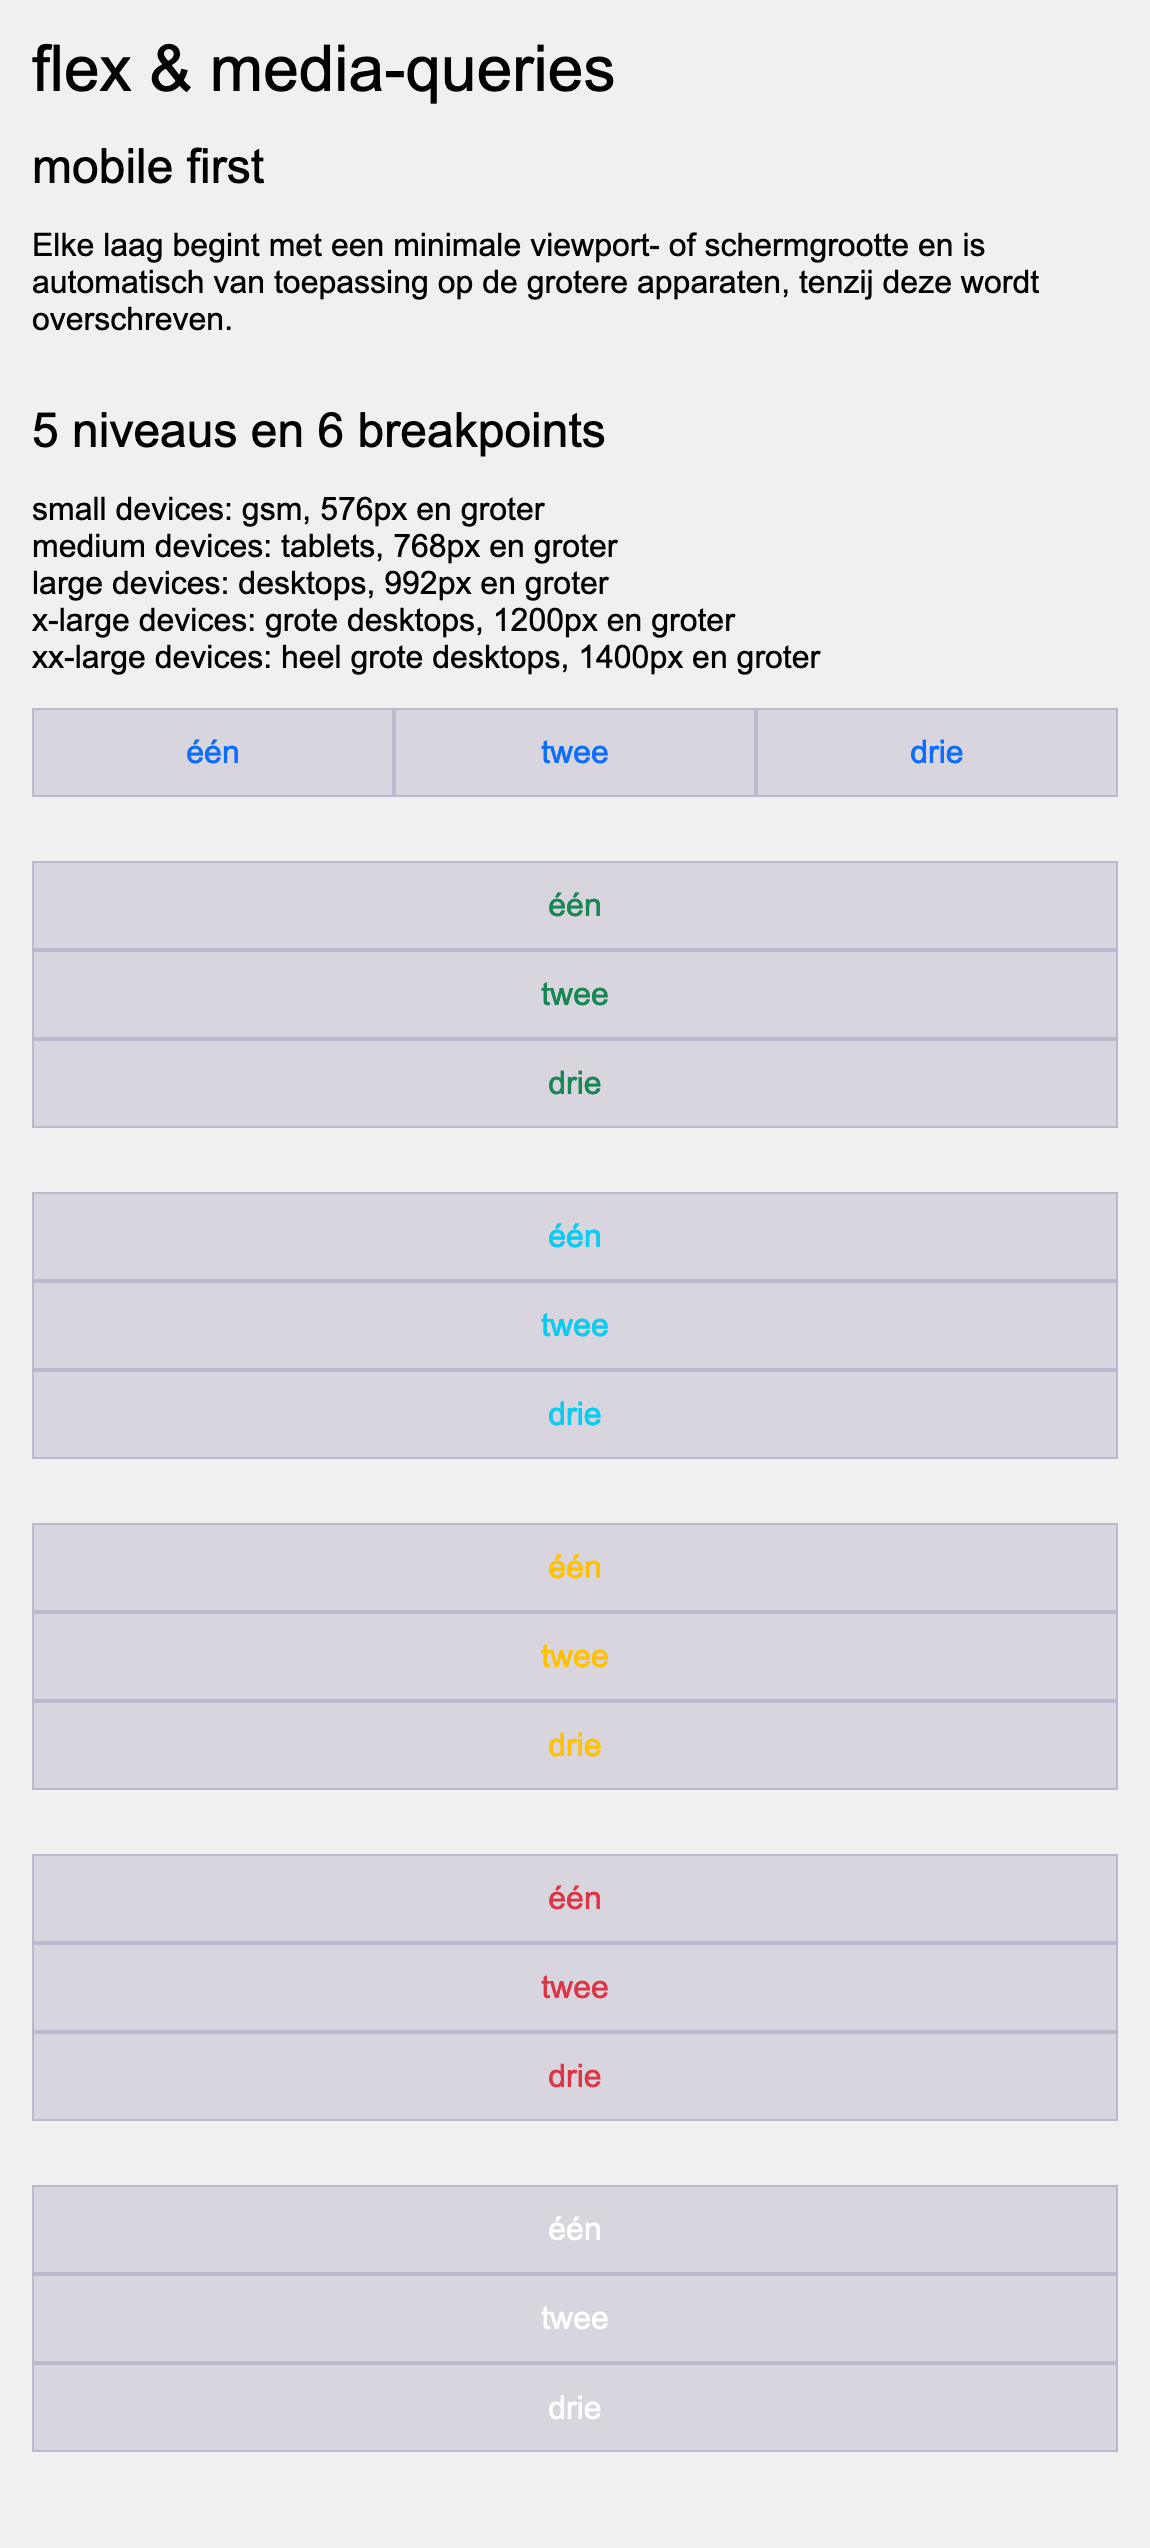 flex & media-queries
mobile first
Elke laag begint met een minimale viewport- of schermgrootte en is
automatisch van toepassing op de grotere apparaten, tenzij deze wordt
overschreven.
5 niveaus en 6 breakpoints
small devices: gsm, 576px en groter
medium devices: tablets, 768px en groter
large devices: desktops, 992px en groter
x-large devices: grote desktops, 1200px en groter
xx-large devices: heel grote desktops, 1400px en groter
één twee drie
één
twee
drie
één
twee
drie
één
twee
drie
één
twee
drie
één
twee
drie